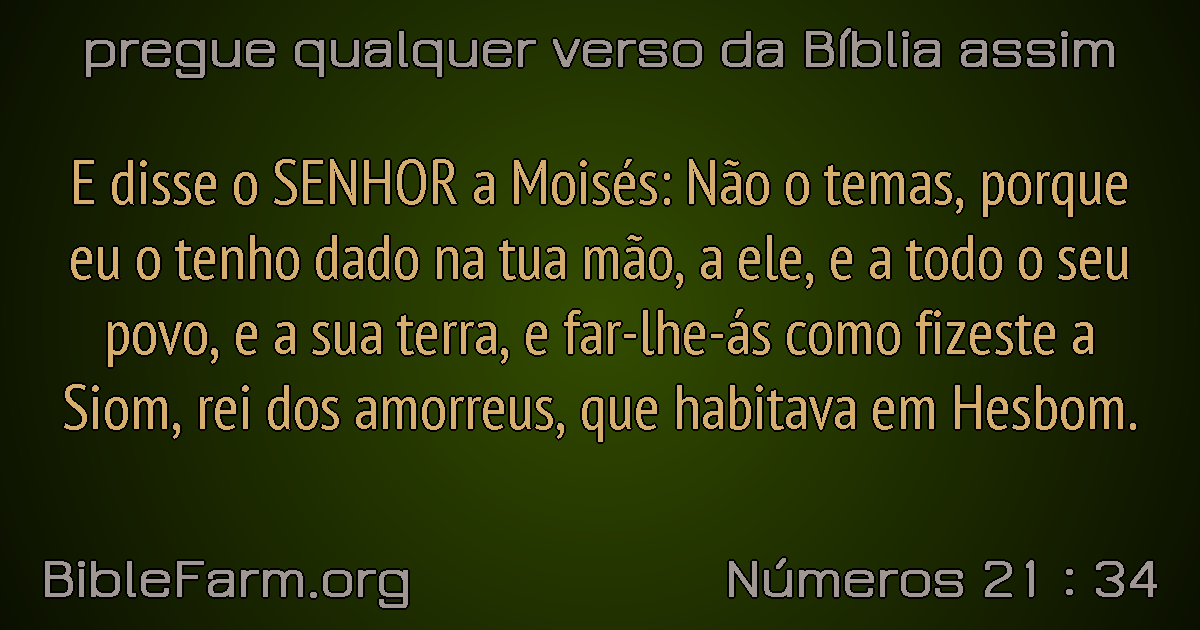 pregue qualquer verso da Bíblia assim
E disse o SENHOR a Moisés: Não o temas, porque
eu o tenho dado na tua mão, a ele, e a todo o seu
povo, e a sua terra, e far-lhe-ás como fizeste a
Siom, rei dos amorreus, que habitava em Hesbom.
BibleFarm.org
Números 21 : 34